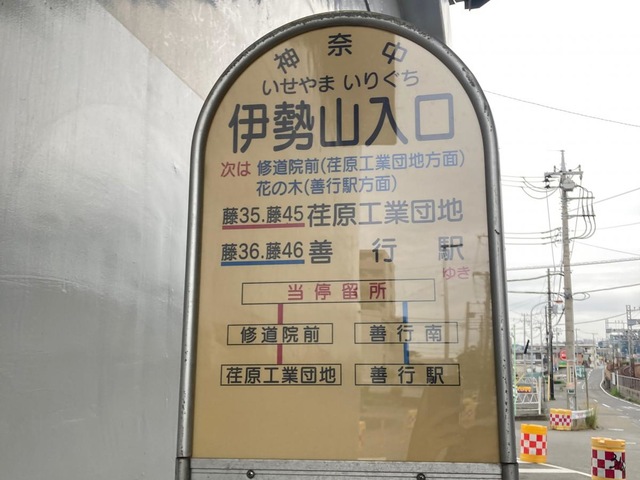 神奈中
いせやま いりぐち
伊勢山入口
次は 修道院前(荏原工業団地方面)
花の木(善行駅方面)
藤35.藤45 荏原工業団地
藤36.藤46 善行駅
ゆき
当停留所
修道院前 善行南
荏原工業団地 善行駅